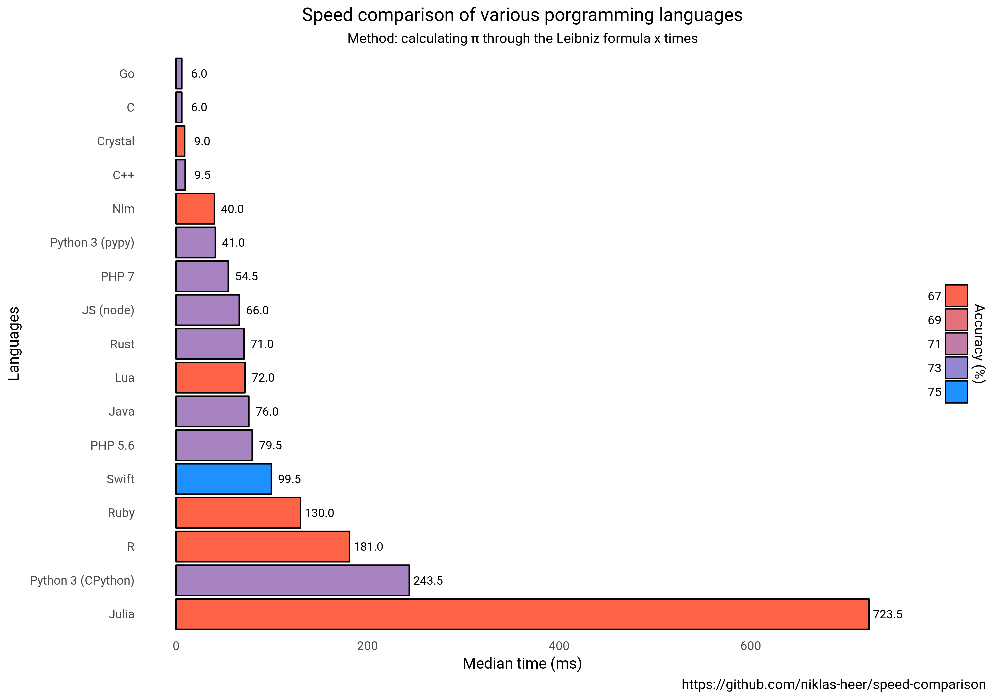 Speed comparison of various porgramming languages
Method: calculating π through the Leibniz formula x times
Languages
Go 6.0
C 6.0
Crystal 9.0
C++ 9.5
Nim 40.0
Python 3 (pypy) 41.0
PHP 7 54.5
JS (node) 66.0
Rust 71.0
Lua 72.0
Java 76.0
PHP 5.6 79.5
Swift 99.5
Ruby 130.0
R 181.0
Python 3 (CPython) 243.5
Julia 723.5
0 200 400 600
Median time (ms)
67
69
71
73
75
Accuracy (%)
https://github.com/niklas-heer/speed-comparison